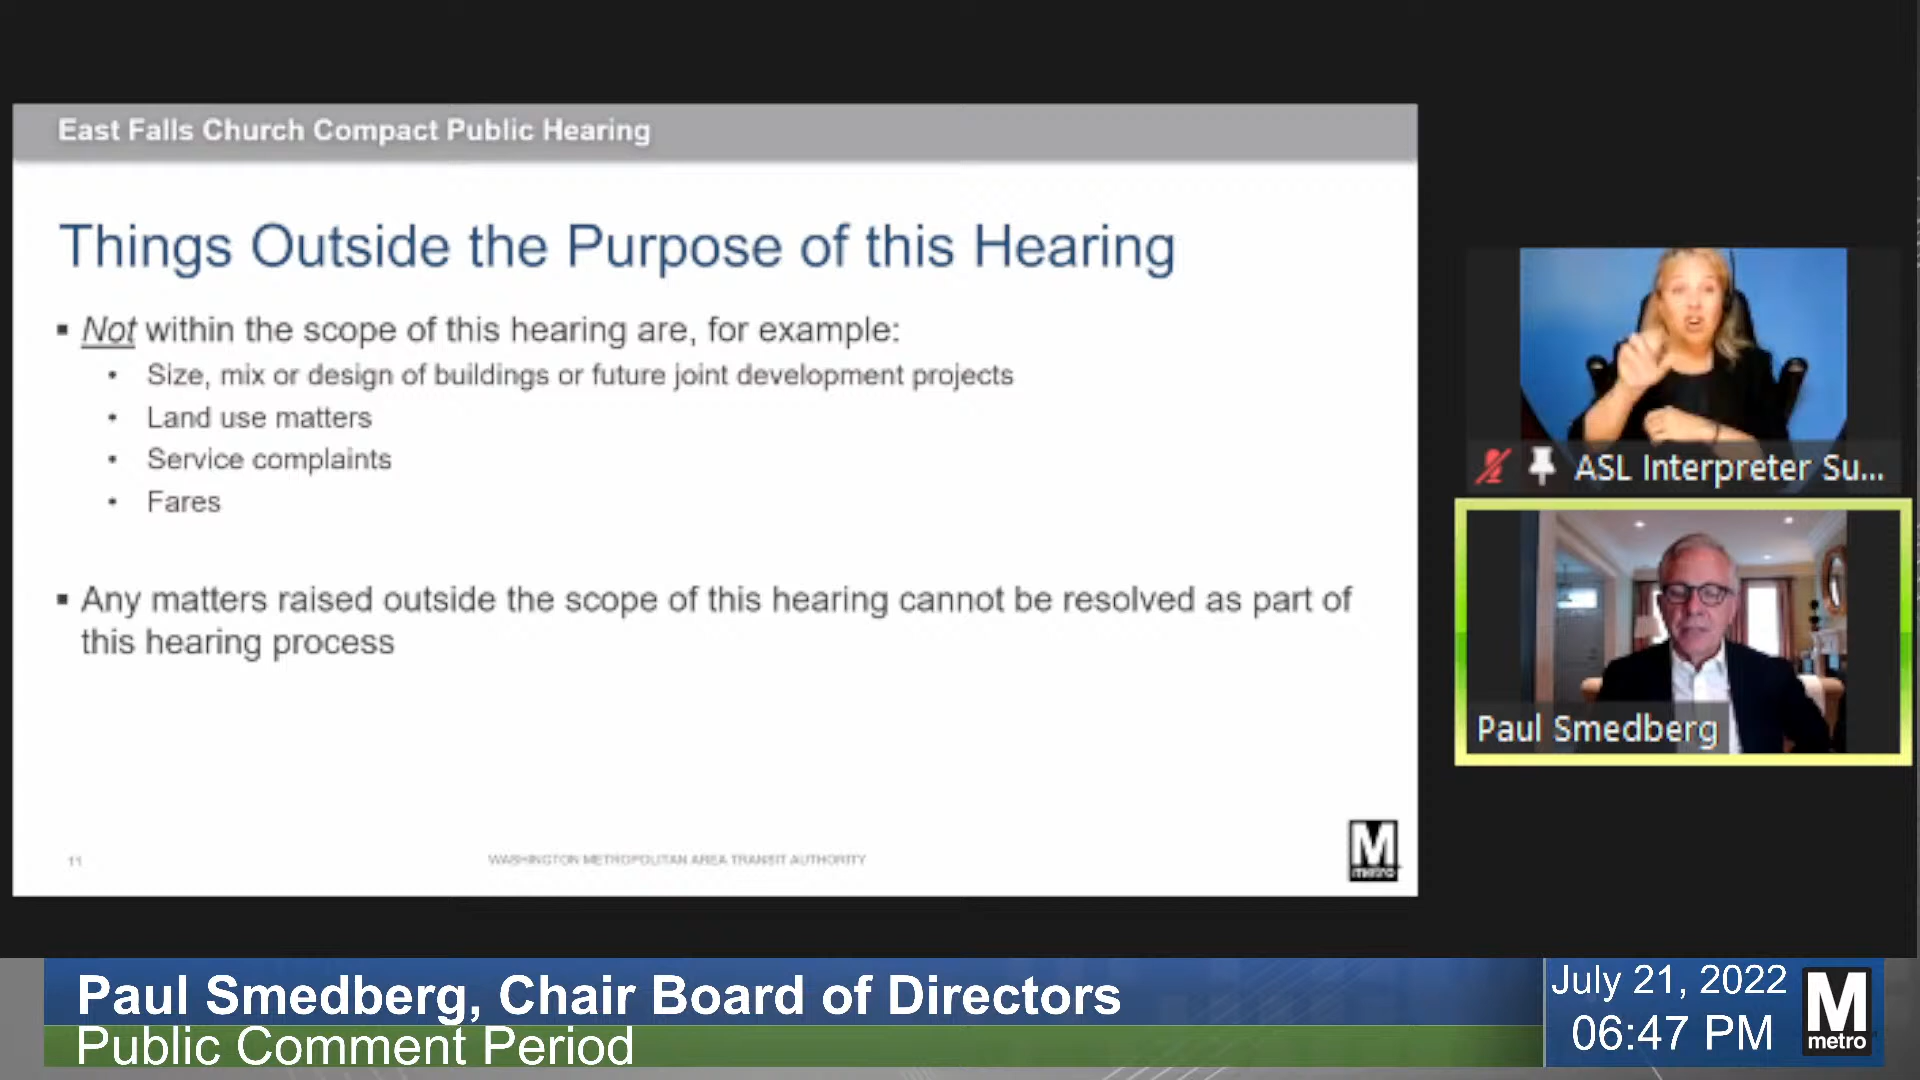 East Falls Church Compact Public Hearing
Things Outside the Purpose of this Hearing
▪ Not within the scope of this hearing are, for example:
• Size, mix or design of buildings or future joint development projects
• Land use matters
• Service complaints
• Fares
▪ Any matters raised outside the scope of this hearing cannot be resolved as part of
this hearing process
11
WASHINGTON METROPOLITAN AREA TRANSIT AUTHORITY
M
metro
ASL Interpreter Su...
Paul Smedberg
Paul Smedberg, Chair Board of Directors
Public Comment Period
July 21, 2022
06:47 PM
M
metro